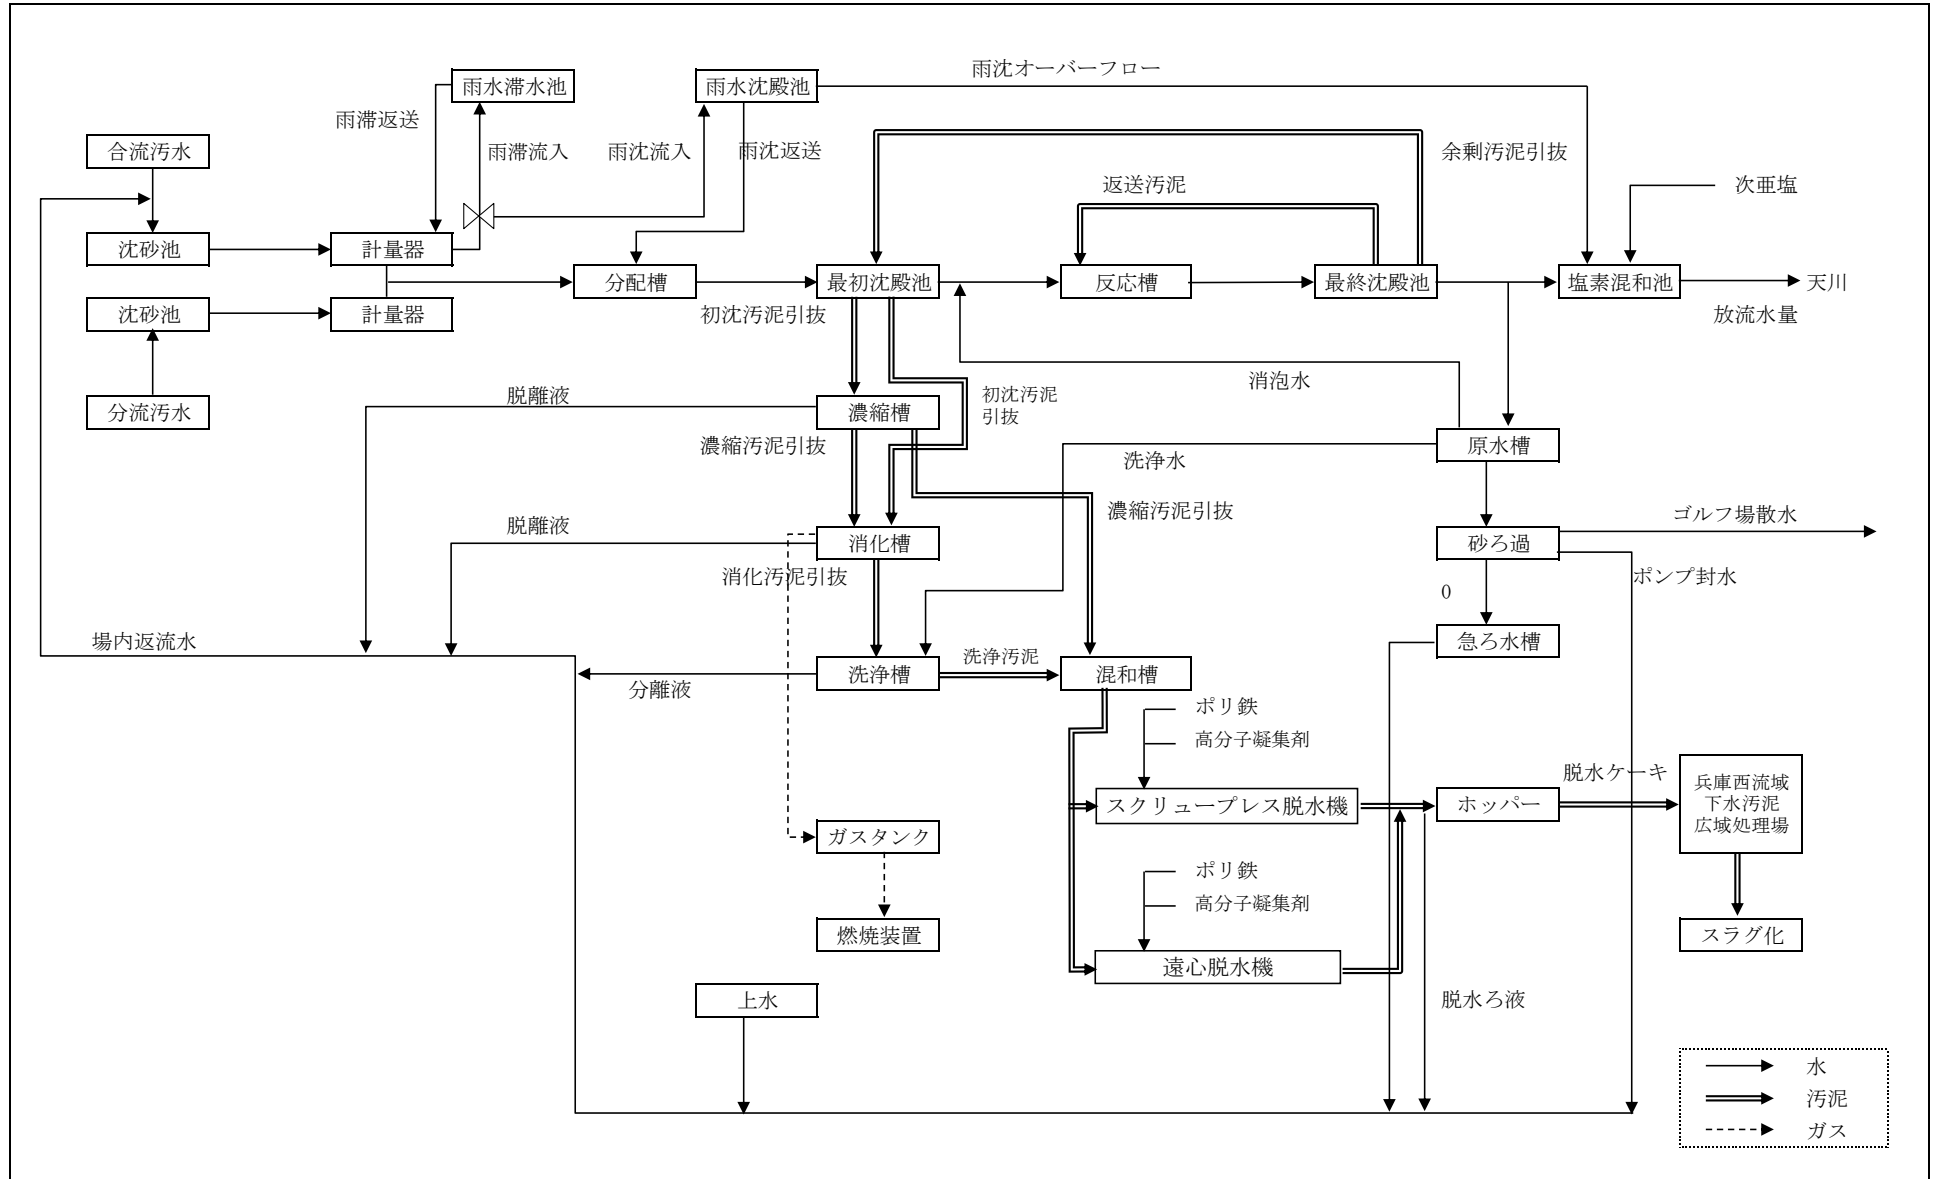 雨沈オーバーフロー
雨水滞水池
雨水沈殿池
雨滞返送
合流汚水
雨滞流入
雨沈流入
雨沈返送
余剰汚泥引抜
返送汚泥
次亜塩
沈砂池
計量器
分配槽
最初沈殿池
反応槽
最終沈殿池
塩素混和池
天川
沈砂池
計量器
初沈汚泥引抜
放流水量
消泡水
脱離液
初沈汚泥
引抜
分流汚水
濃縮槽
濃縮汚泥引抜
原水槽
洗浄水
濃縮汚泥引抜
ゴルフ場散水
脱離液
消化槽
砂ろ過
消化汚泥引抜
ポンプ封水
0
場内返流水
急ろ水槽
洗浄汚泥
洗浄槽
混和槽
分離液
ポリ鉄
高分子凝集剤
脱水ケーキ
兵庫西流域
下水汚泥
広域処理場
スクリュープレス脱水機
ホッパー
ガスタンク
ポリ鉄
高分子凝集剤
燃焼装置
スラグ化
遠心脱水機
上水
脱水ろ液
水
汚泥
ガス